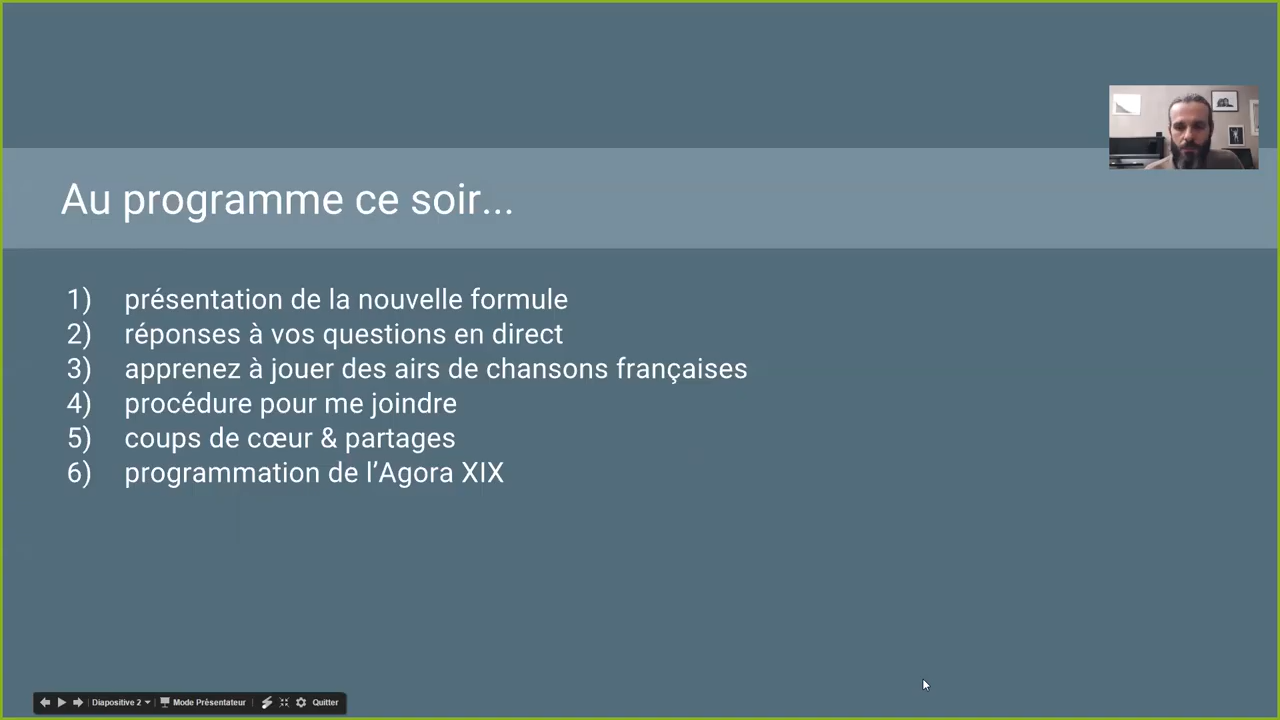 Au programme ce soir...
1) présentation de la nouvelle formule
2) réponses à vos questions en direct
3) apprenez à jouer des airs de chansons françaises
4) procédure pour me joindre
5) coups de cœur & partages
6) programmation de l’Agora XIX
Diapositive 2 Mode Présentateur Quitter